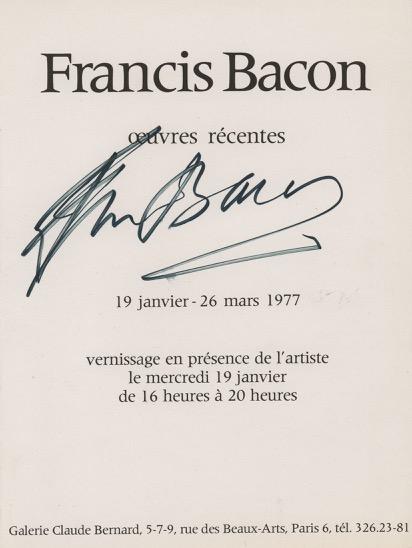 Francis Bacon
œuvres récentes
Francis Bacon
19 janvier - 26 mars 1977
vernissage en présence de l'artiste
le mercredi 19 janvier
de 16 heures à 20 heures
Galerie Claude Bernard, 5-7-9, rue des Beaux-Arts, Paris 6, tél. 326.23-81